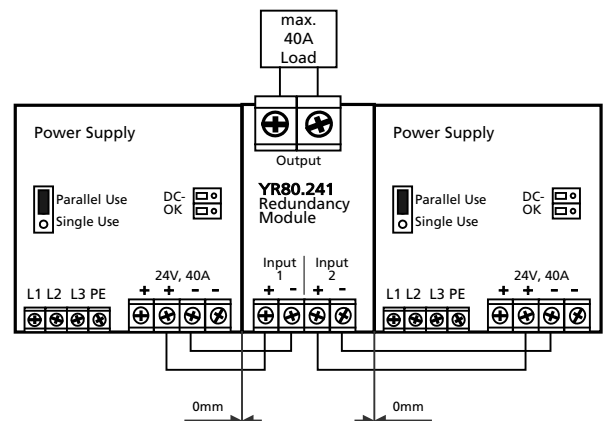 max.
40A
Load
Power Supply
Parallel Use
Single Use
DC-
OK
24V, 40A
+ + - -
L1 L2 L3 PE
Output
YR80.241
Redundancy
Module
Input
1
Input
2
+ - + -
Power Supply
Parallel Use
Single Use
DC-
OK
24V, 40A
+ + - -
L1 L2 L3 PE
0mm
0mm